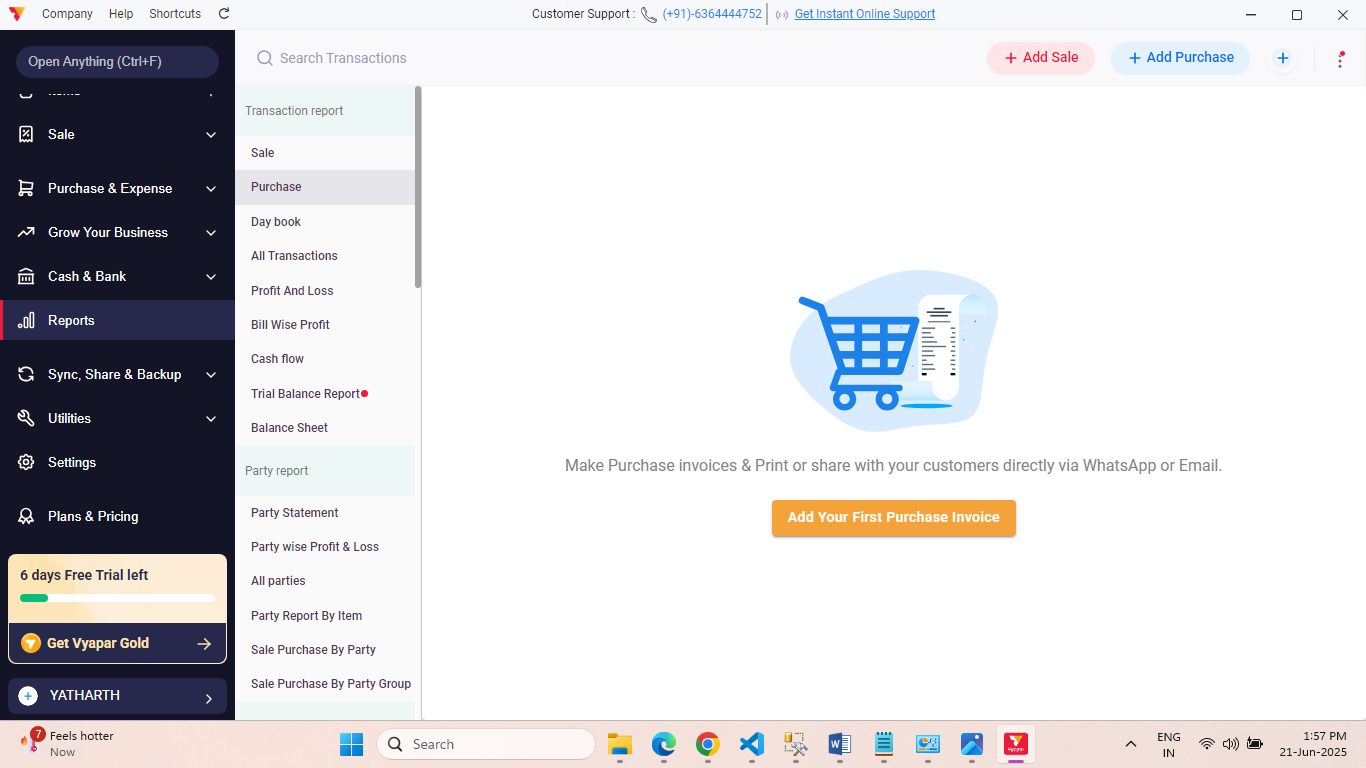 Company Help Shortcuts
Customer Support : (+91)-6364444752 Get Instant Online Support
Open Anything (Ctrl+F)
Search Transactions
+ Add Sale
+ Add Purchase
Items
Sale
Purchase & Expense
Grow Your Business
Cash & Bank
Reports
Sync, Share & Backup
Utilities
Settings
Plans & Pricing
6 days Free Trial left
Get Vyapar Gold
YATHARTH
Transaction report
Sale
Purchase
Day book
All Transactions
Profit And Loss
Bill Wise Profit
Cash flow
Trial Balance Report
Balance Sheet
Party report
Party Statement
Party wise Profit & Loss
All parties
Party Report By Item
Sale Purchase By Party
Sale Purchase By Party Group
Make Purchase invoices & Print or share with your customers directly via WhatsApp or Email.
Add Your First Purchase Invoice
7
Feels hotter
Now
Search
Vyapar
ENG
IN
1:57 PM
21-Jun-2025